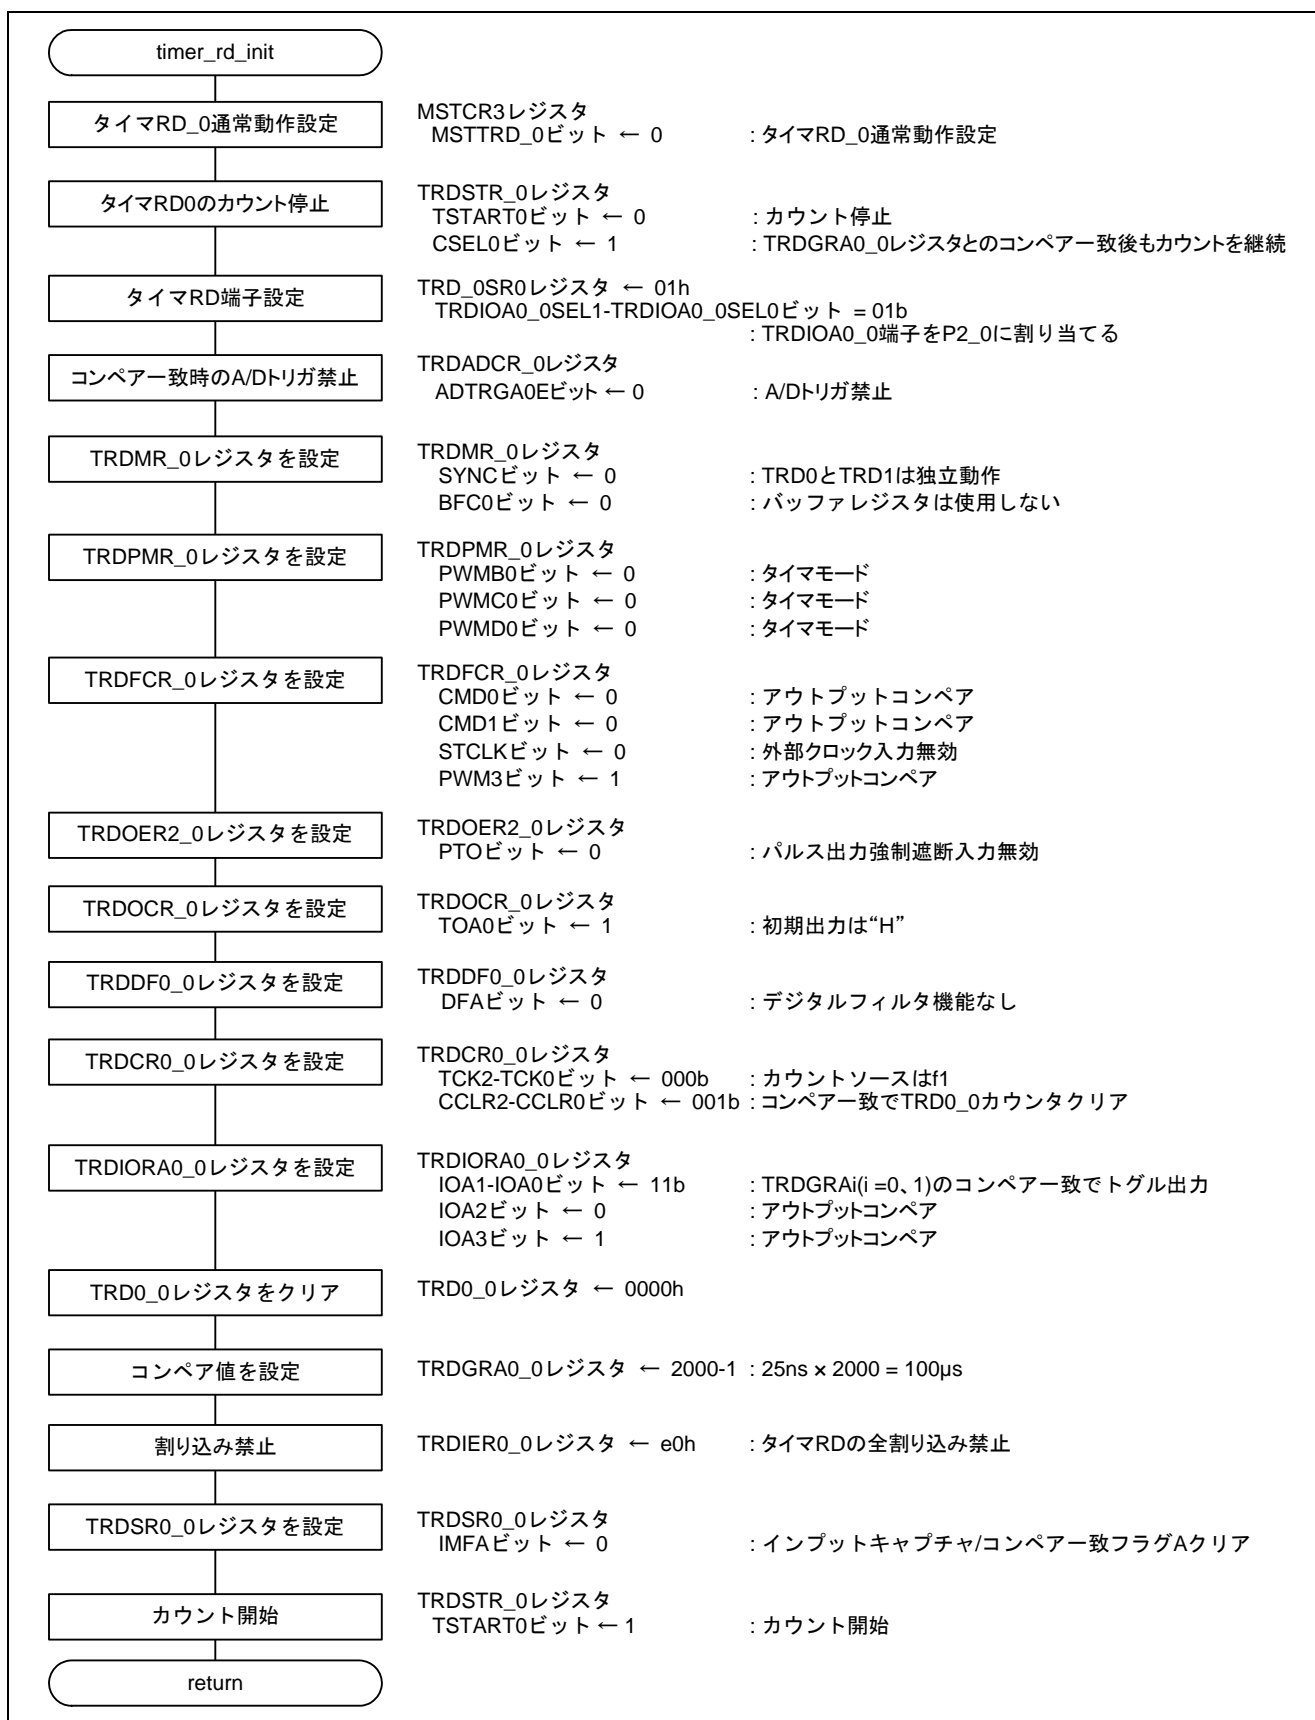 timer_rd_init
タイマRD_0通常動作設定
MSTCR3レジスタ
MSTTRD_0ビット ← 0 : タイマRD_0通常動作設定
タイマRD0のカウント停止
TRDSTR_0レジスタ
TSTART0ビット ← 0 : カウント停止
CSEL0ビット ← 1 : TRDGRA0_0レジスタとのコンペアー致後もカウントを継続
タイマRD端子設定
TRD_0SR0レジスタ ← 01h
TRDIOA0_0SEL1-TRDIOA0_0SEL0ビット = 01b
: TRDIOA0_0端子をP2_0に割り当てる
コンペアー致時のA/Dトリガ禁止
TRDADCR_0レジスタ
ADTRGA0Eビット ← 0 : A/Dトリガ禁止
TRDMR_0レジスタを設定
TRDMR_0レジスタ
SYNCビット ← 0 : TRD0とTRD1は独立動作
BFC0ビット ← 0 : バッファレジスタは使用しない
TRDPMR_0レジスタを設定
TRDPMR_0レジスタ
PWMB0ビット ← 0 : タイマモード
PWMC0ビット ← 0 : タイマモード
PWMD0ビット ← 0 : タイマモード
TRDFCR_0レジスタを設定
TRDFCR_0レジスタ
CMD0ビット ← 0 : アウトプットコンペア
CMD1ビット ← 0 : アウトプットコンペア
STCLKビット ← 0 : 外部クロック入力無効
PWM3ビット ← 1 : アウトプットコンペア
TRDOER2_0レジスタを設定
TRDOER2_0レジスタ
PTOビット ← 0 : パルス出力強制遮断入力無効
TRDOCR_0レジスタを設定
TRDOCR_0レジスタ
TOA0ビット ← 1 : 初期出力は“H”
TRDDF0_0レジスタを設定
TRDDF0_0レジスタ
DFAビット ← 0 : デジタルフィルタ機能なし
TRDCR0_0レジスタを設定
TRDCR0_0レジスタ
TCK2-TCK0ビット ← 000b : カウントソースはf1
CCLR2-CCLR0ビット ← 001b : コンペアー致でTRD0_0カウンタクリア
TRDIORA0_0レジスタを設定
TRDIORA0_0レジスタ
IOA1-IOA0ビット ← 11b : TRDGRAi(i =0、1)のコンペアー致でトグル出力
IOA2ビット ← 0 : アウトプットコンペア
IOA3ビット ← 1 : アウトプットコンペア
TRD0_0レジスタをクリア
TRD0_0レジスタ ← 0000h
コンペア値を設定
TRDGRA0_0レジスタ ← 2000-1 : 25ns × 2000 = 100μs
割り込み禁止
TRDIER0_0レジスタ ← e0h : タイマRDの全割り込み禁止
TRDSR0_0レジスタを設定
TRDSR0_0レジスタ
IMFAビット ← 0 : インプットキャプチャ/コンペアー致フラグAクリア
カウント開始
TRDSTR_0レジスタ
TSTART0ビット ← 1 : カウント開始
return